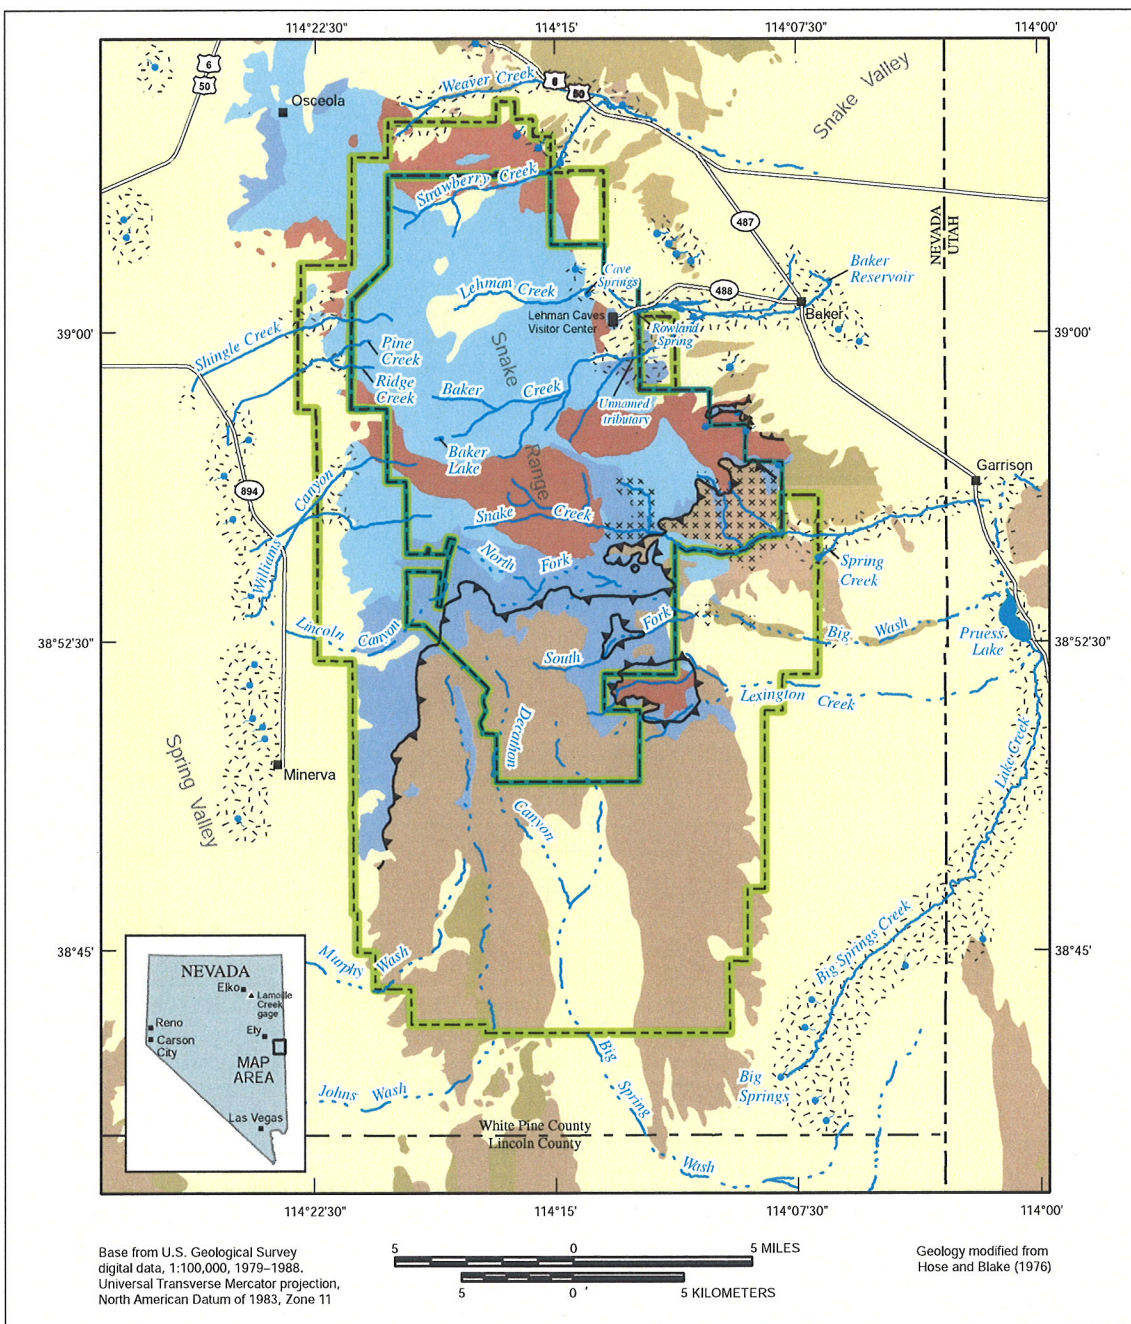 114°22'30"
114°15'
114°07'30"
114°00'
6
50
Osceola
Weaver Creek
6
50
Snake Valley
Strawberry Creek
487
NEVADA
UTAH
Baker
Reservoir
Cave
Springs
Lehman Creek
488
Lehman Caves
Visitor Center
Baker
Rowland
Spring
39°00'
39°00'
Shingle Creek
Pine
Creek
Ridge
Creek
Snake
Range
Baker Creek
Unnamed
tributary
Baker
Lake
Garrison
894
Williams Canyon
Snake Creek
North Fork
Spring
Creek
38°52'30"
38°52'30"
Lincoln Canyon
South Fork
Big Wash
Pruess
Lake
Lexington
Creek
Decathon
Canyon
Lake Creek
Spring Valley
Minerva
38°45'
38°45'
Murphy Wash
Big Springs Creek
NEVADA
Elko
Lamoille
Creek
gage
Reno
Carson
City
Ely
MAP
AREA
Las Vegas
Johns Wash
Big
Spring
Wash
Big
Springs
White Pine County
Lincoln County
114°22'30"
114°15'
114°07'30"
114°00'
Base from U.S. Geological Survey
digital data, 1:100,000, 1979–1988.
Universal Transverse Mercator projection,
North American Datum of 1983, Zone 11
5 0 5 MILES
5 0 5 KILOMETERS
Geology modified from
Hose and Blake (1976)